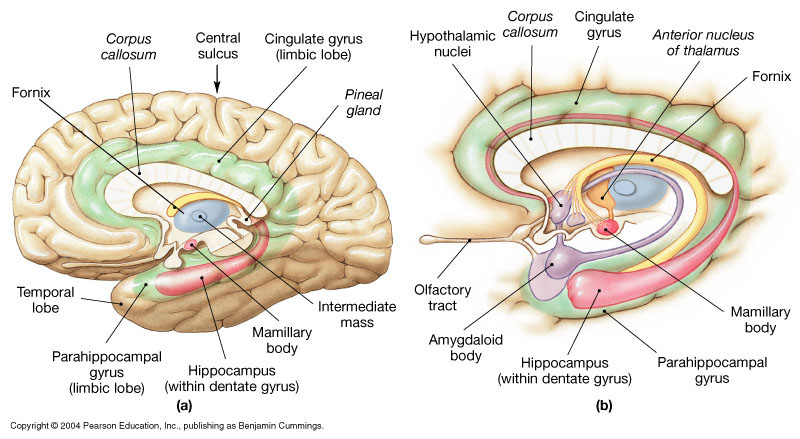 Corpus
callosum
Central
sulcus
Cingulate gyrus
(limbic lobe)
Fornix
Pineal
gland
Temporal
lobe
Parahippocampal
gyrus
(limbic lobe)
Hippocampus
(within dentate gyrus)
Mamillary
body
Intermediate
mass
(a)
Hypothalamic
nuclei
Corpus
callosum
Cingulate
gyrus
Anterior nucleus
of thalamus
Fornix
Olfactory
tract
Amygdaloid
body
Hippocampus
(within dentate gyrus)
Parahippocampal
gyrus
Mamillary
body
(b)
Copyright © 2004 Pearson Education, Inc., publishing as Benjamin Cummings.